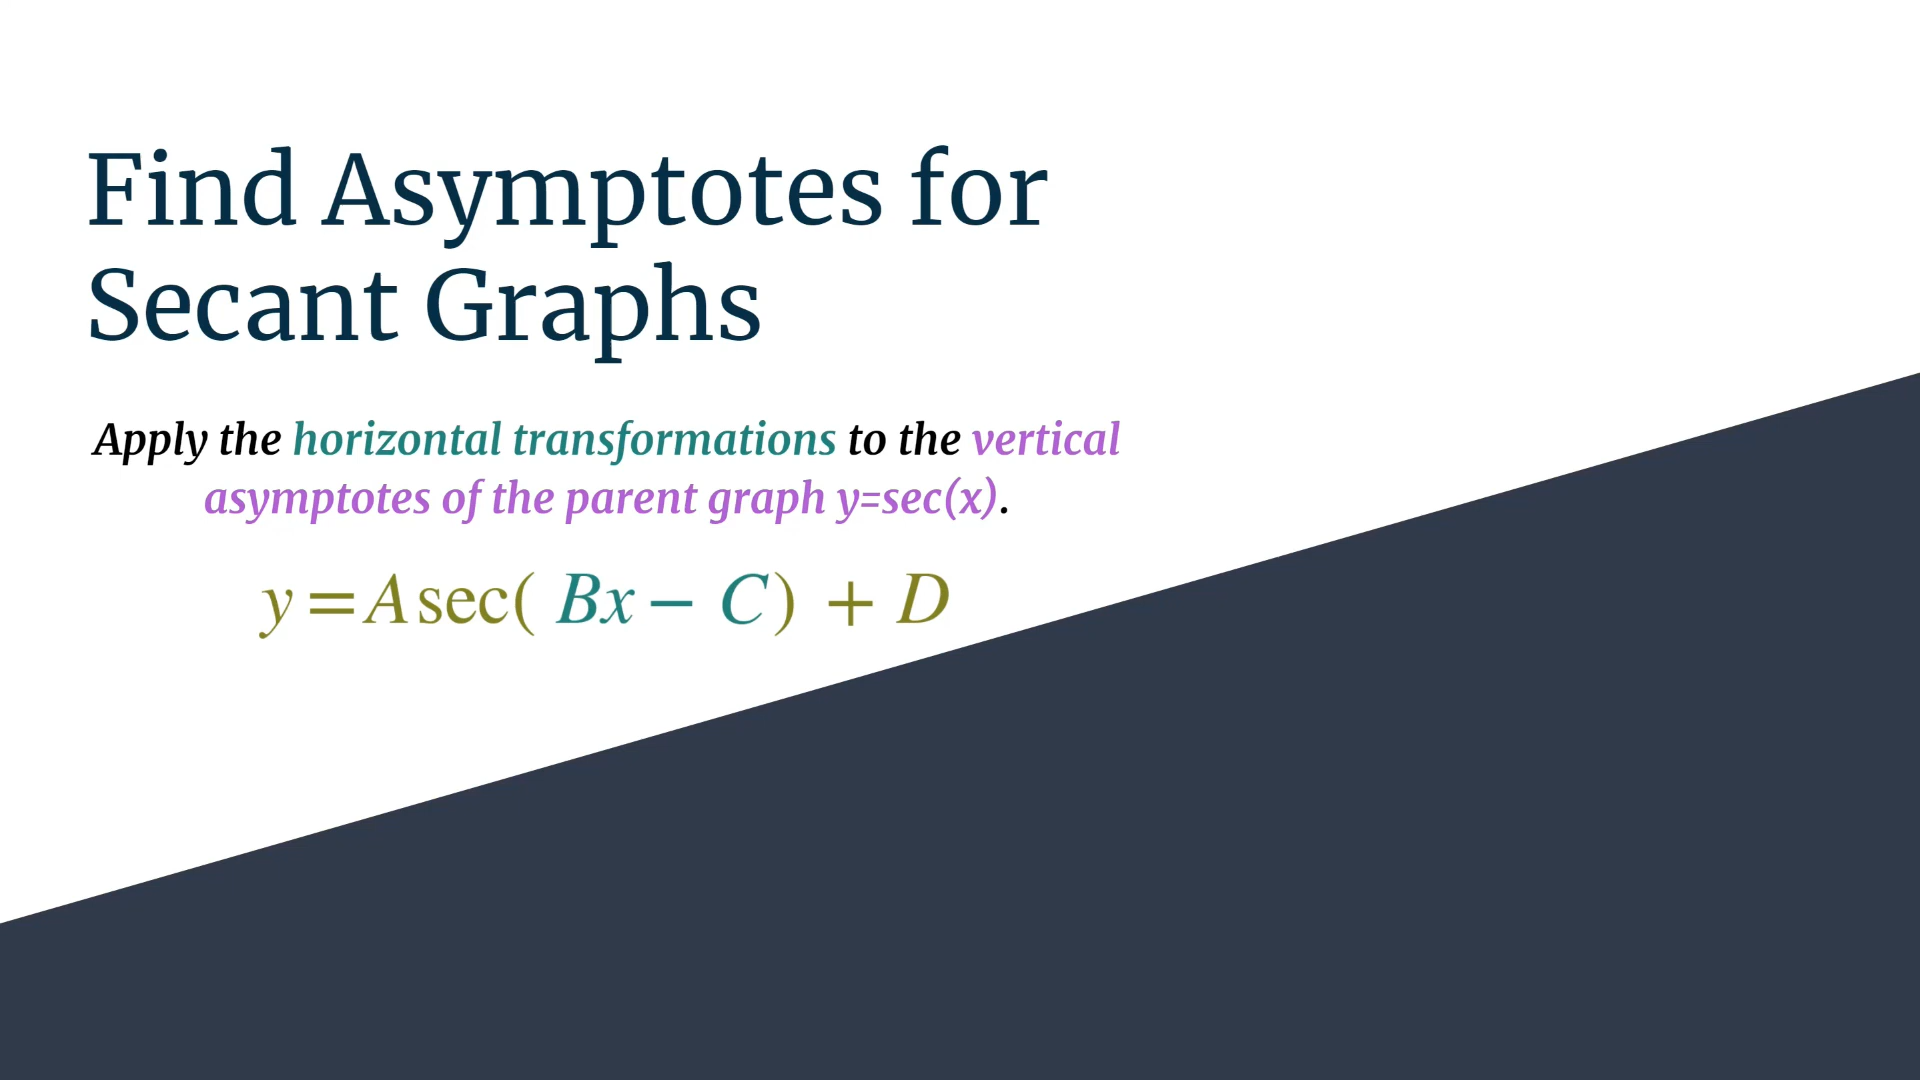 Find Asymptotes for
Secant Graphs
Apply the horizontal transformations to the vertical
asymptotes of the parent graph y=sec(x).
y = A sec( Bx − C) + D